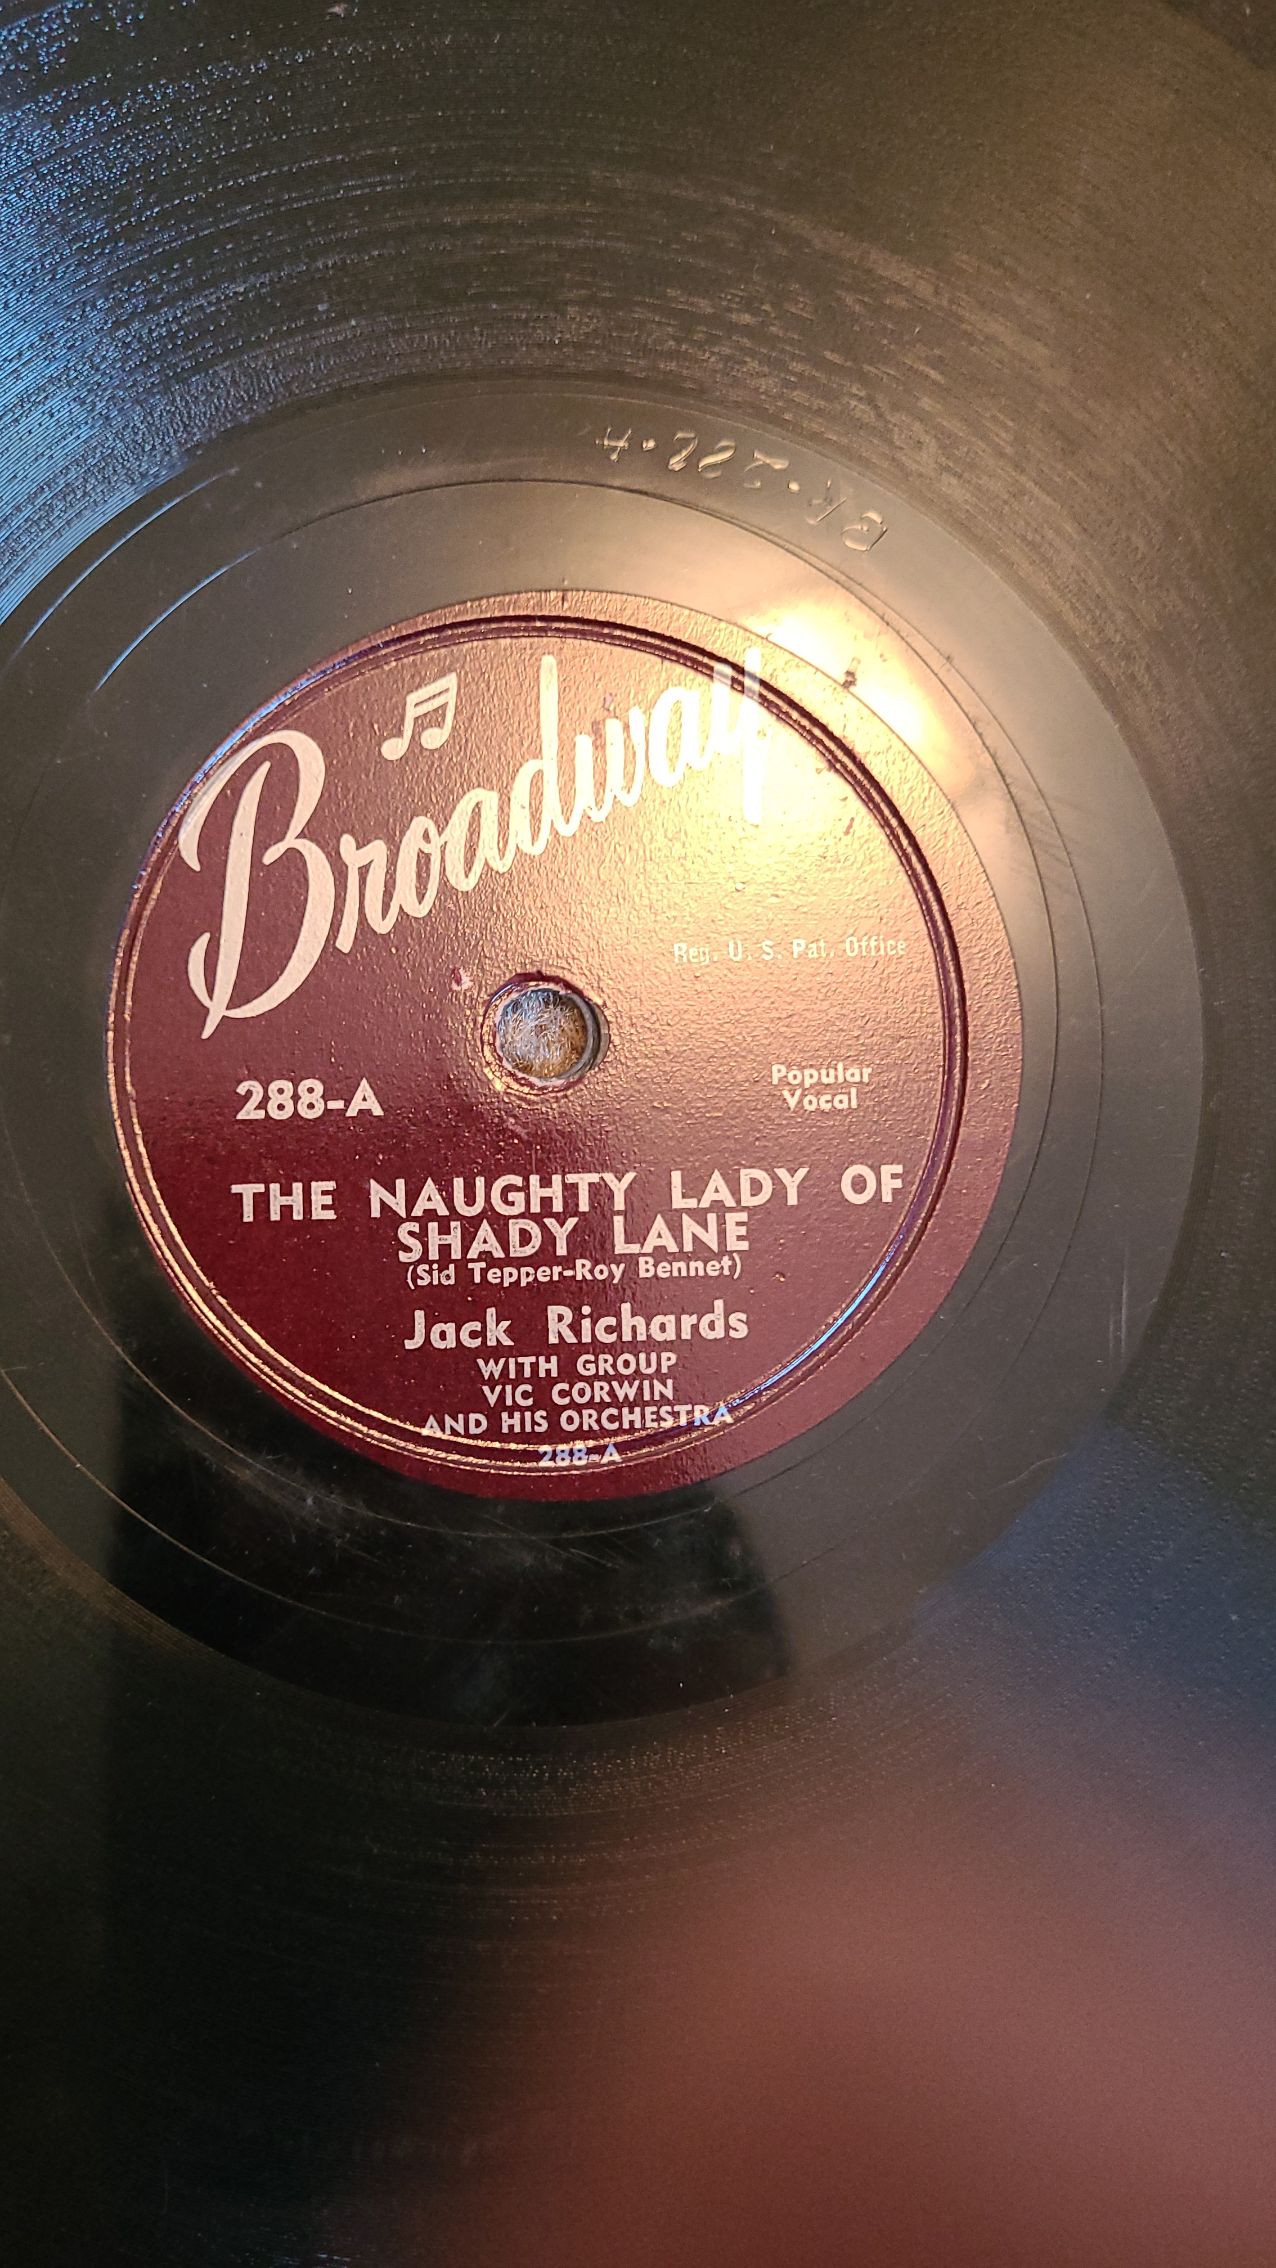 Broadway
Reg. U. S. Pat. Office
288-A
Popular
Vocal
THE NAUGHTY LADY OF
SHADY LANE
(Sid Tepper-Roy Bennet)
Jack Richards
WITH GROUP
VIC CORWIN
AND HIS ORCHESTRA
288-A